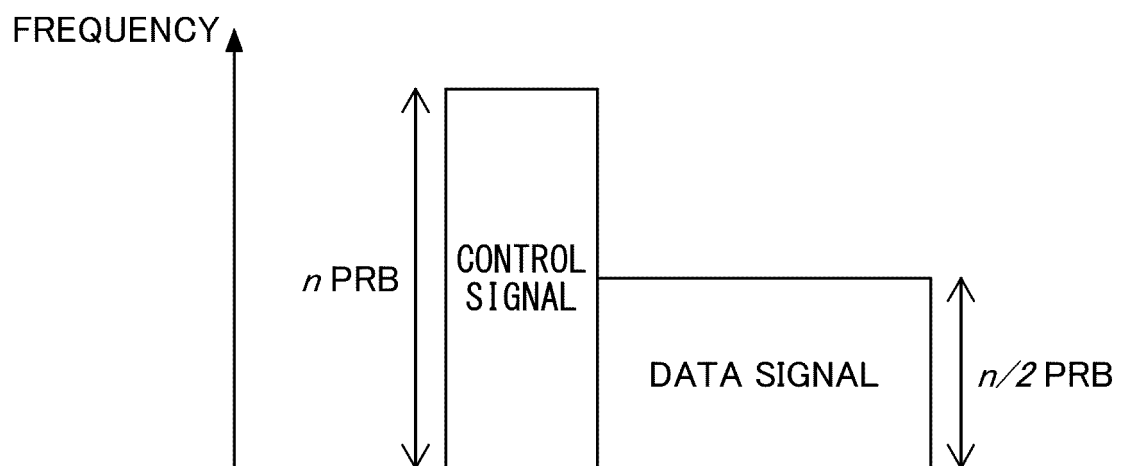 FREQUENCY
n PRB
CONTROL
SIGNAL
DATA SIGNAL
n/2 PRB